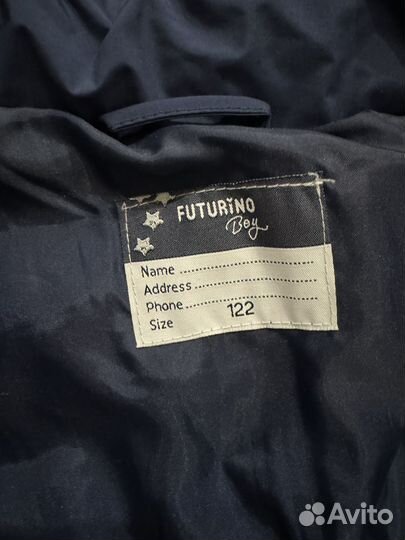 FUTURINO
Boy
Name
Address
Phone
Size 122
Avito